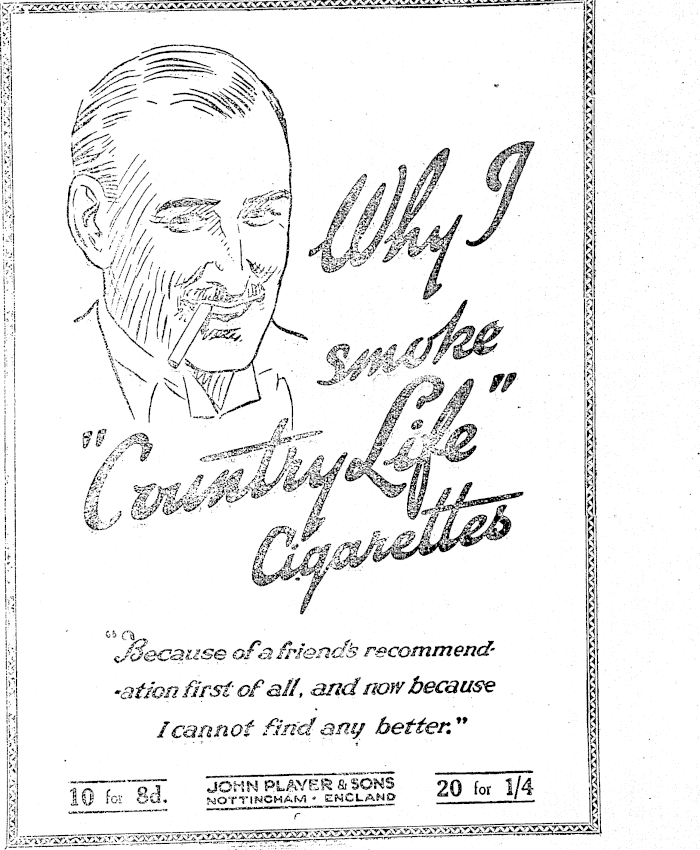 Why I
smoke
"Country Life"
Cigarettes
"Because of a friend's recommend-
-ation first of all, and now because
I cannot find any better."
10 for 8d.
JOHN PLAYER & SONS
NOTTINGHAM · ENGLAND
20 for 1/4